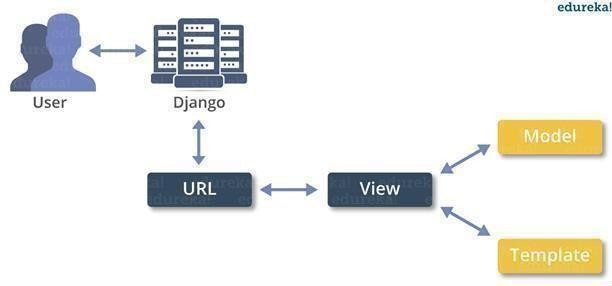 edureka!
User
Django
URL
View
Model
Template